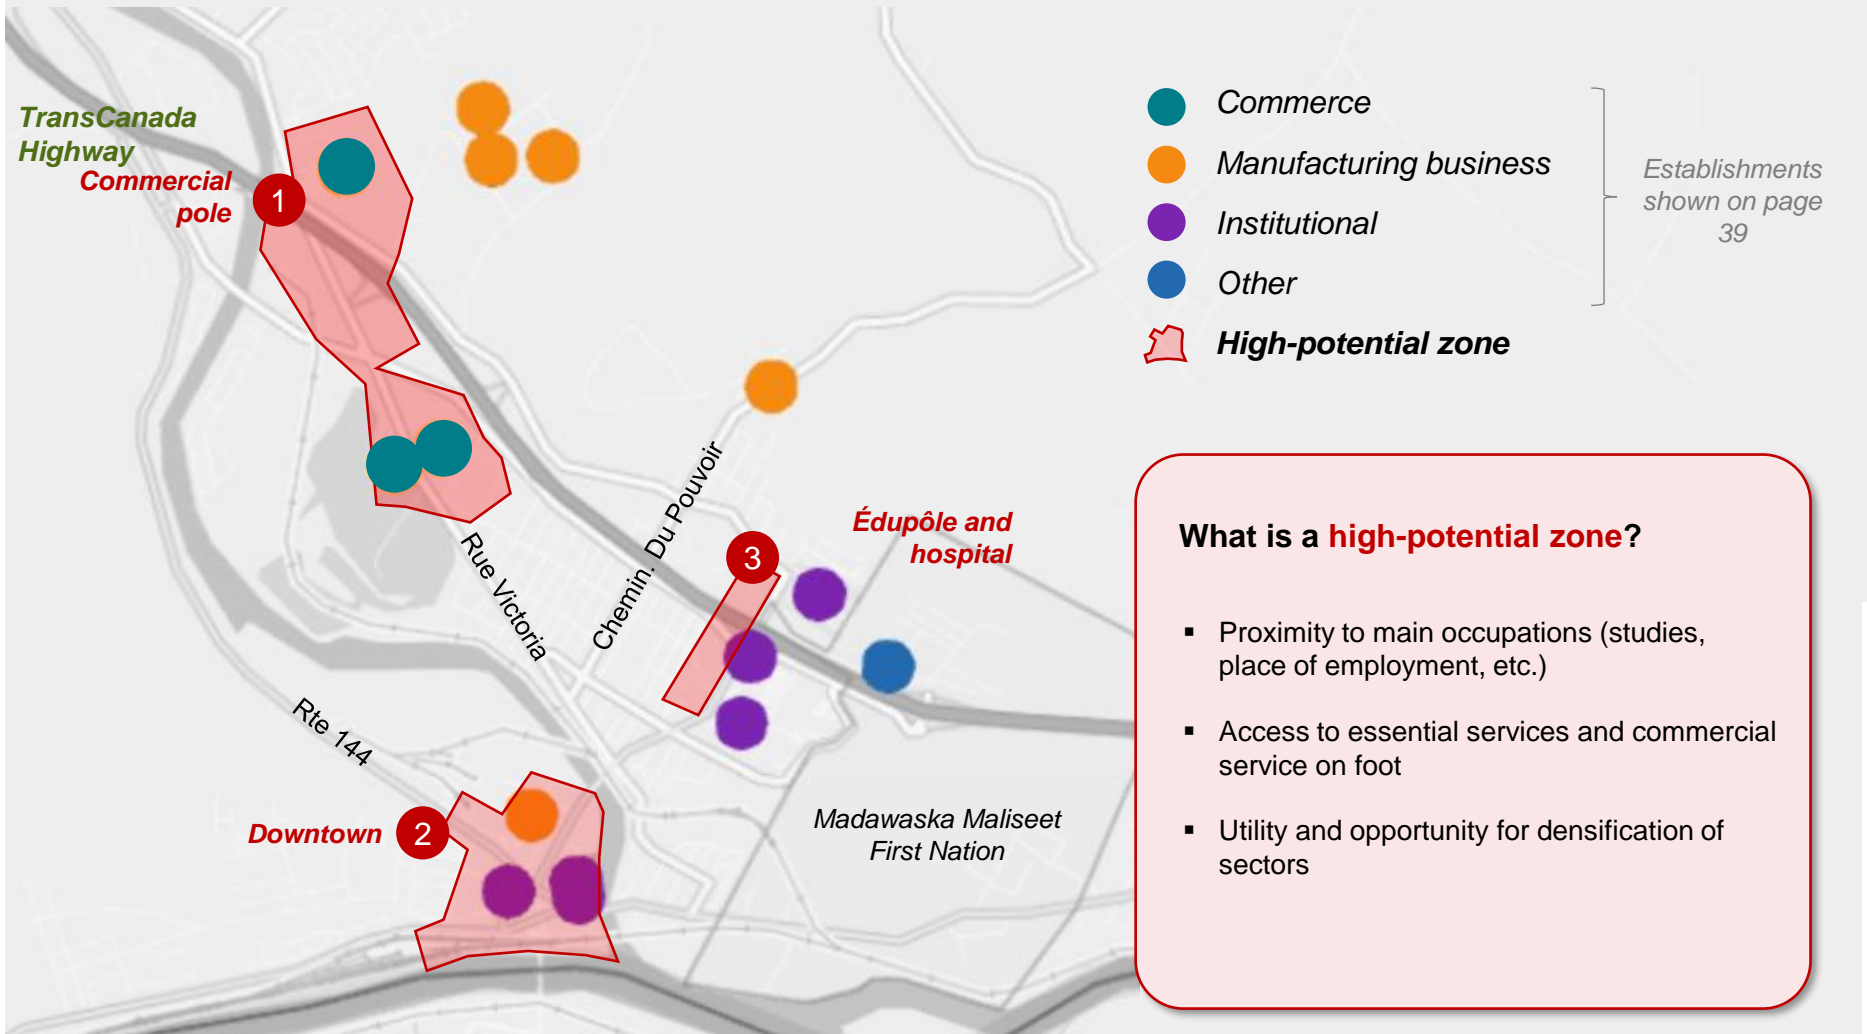 TransCanada
Highway
Commercial
pole
1
Commerce
Manufacturing business
Institutional
Other
High-potential zone
Establishments
shown on page
39
Chemin. Du Pouvoir
Rue Victoria
Édupôle and
hospital
3
Rte 144
Downtown
2
Madawaska Maliseet
First Nation
What is a high-potential zone?
▪ Proximity to main occupations (studies,
place of employment, etc.)
▪ Access to essential services and commercial
service on foot
▪ Utility and opportunity for densification of
sectors